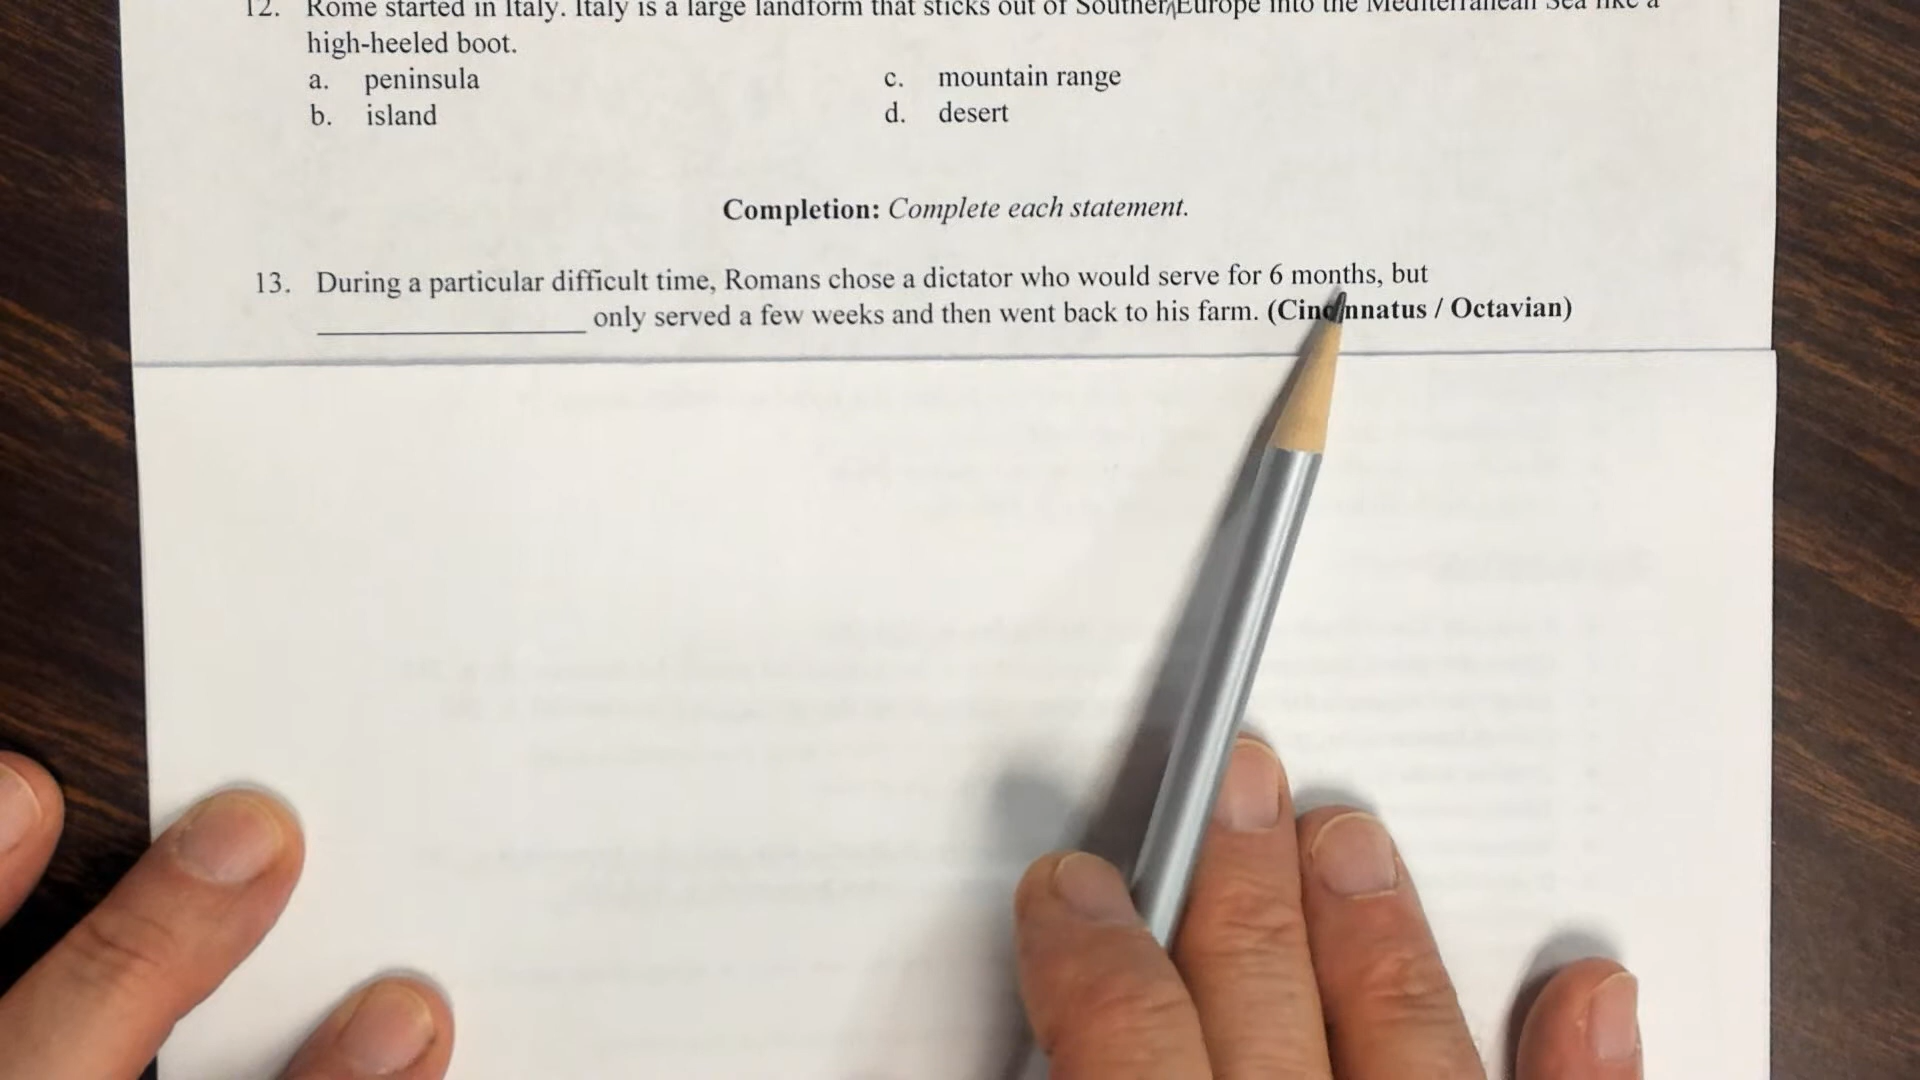 12. Rome started in Italy. Italy is a large landform that sticks out of Souther Europe into the Mediterranean Sea like a
high-heeled boot.
a. peninsula c. mountain range
b. island d. desert
Completion: Complete each statement.
13. During a particular difficult time, Romans chose a dictator who would serve for 6 months, but
______________ only served a few weeks and then went back to his farm. (Cincinnatus / Octavian)